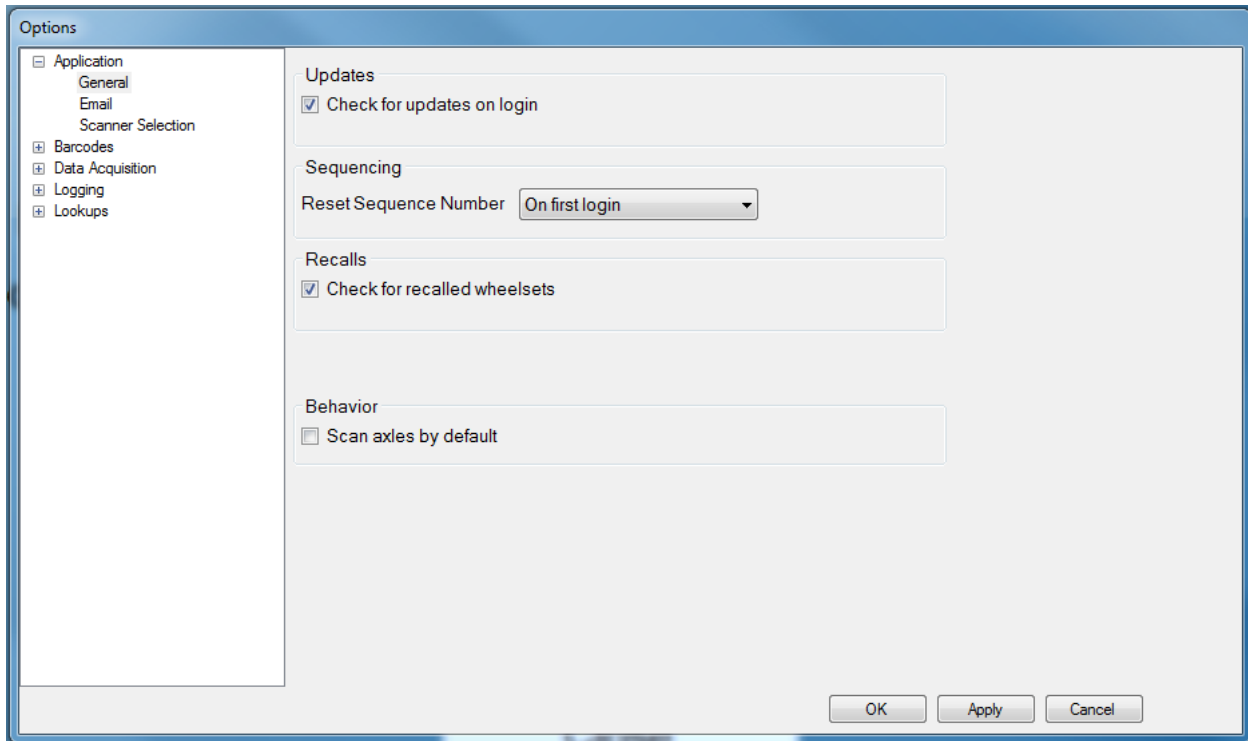 Options
Application
General
Email
Scanner Selection
Barcodes
Data Acquisition
Logging
Lookups
Updates
Check for updates on login
Sequencing
Reset Sequence Number On first login
Recalls
Check for recalled wheelsets
Behavior
Scan axles by default
OK Apply Cancel